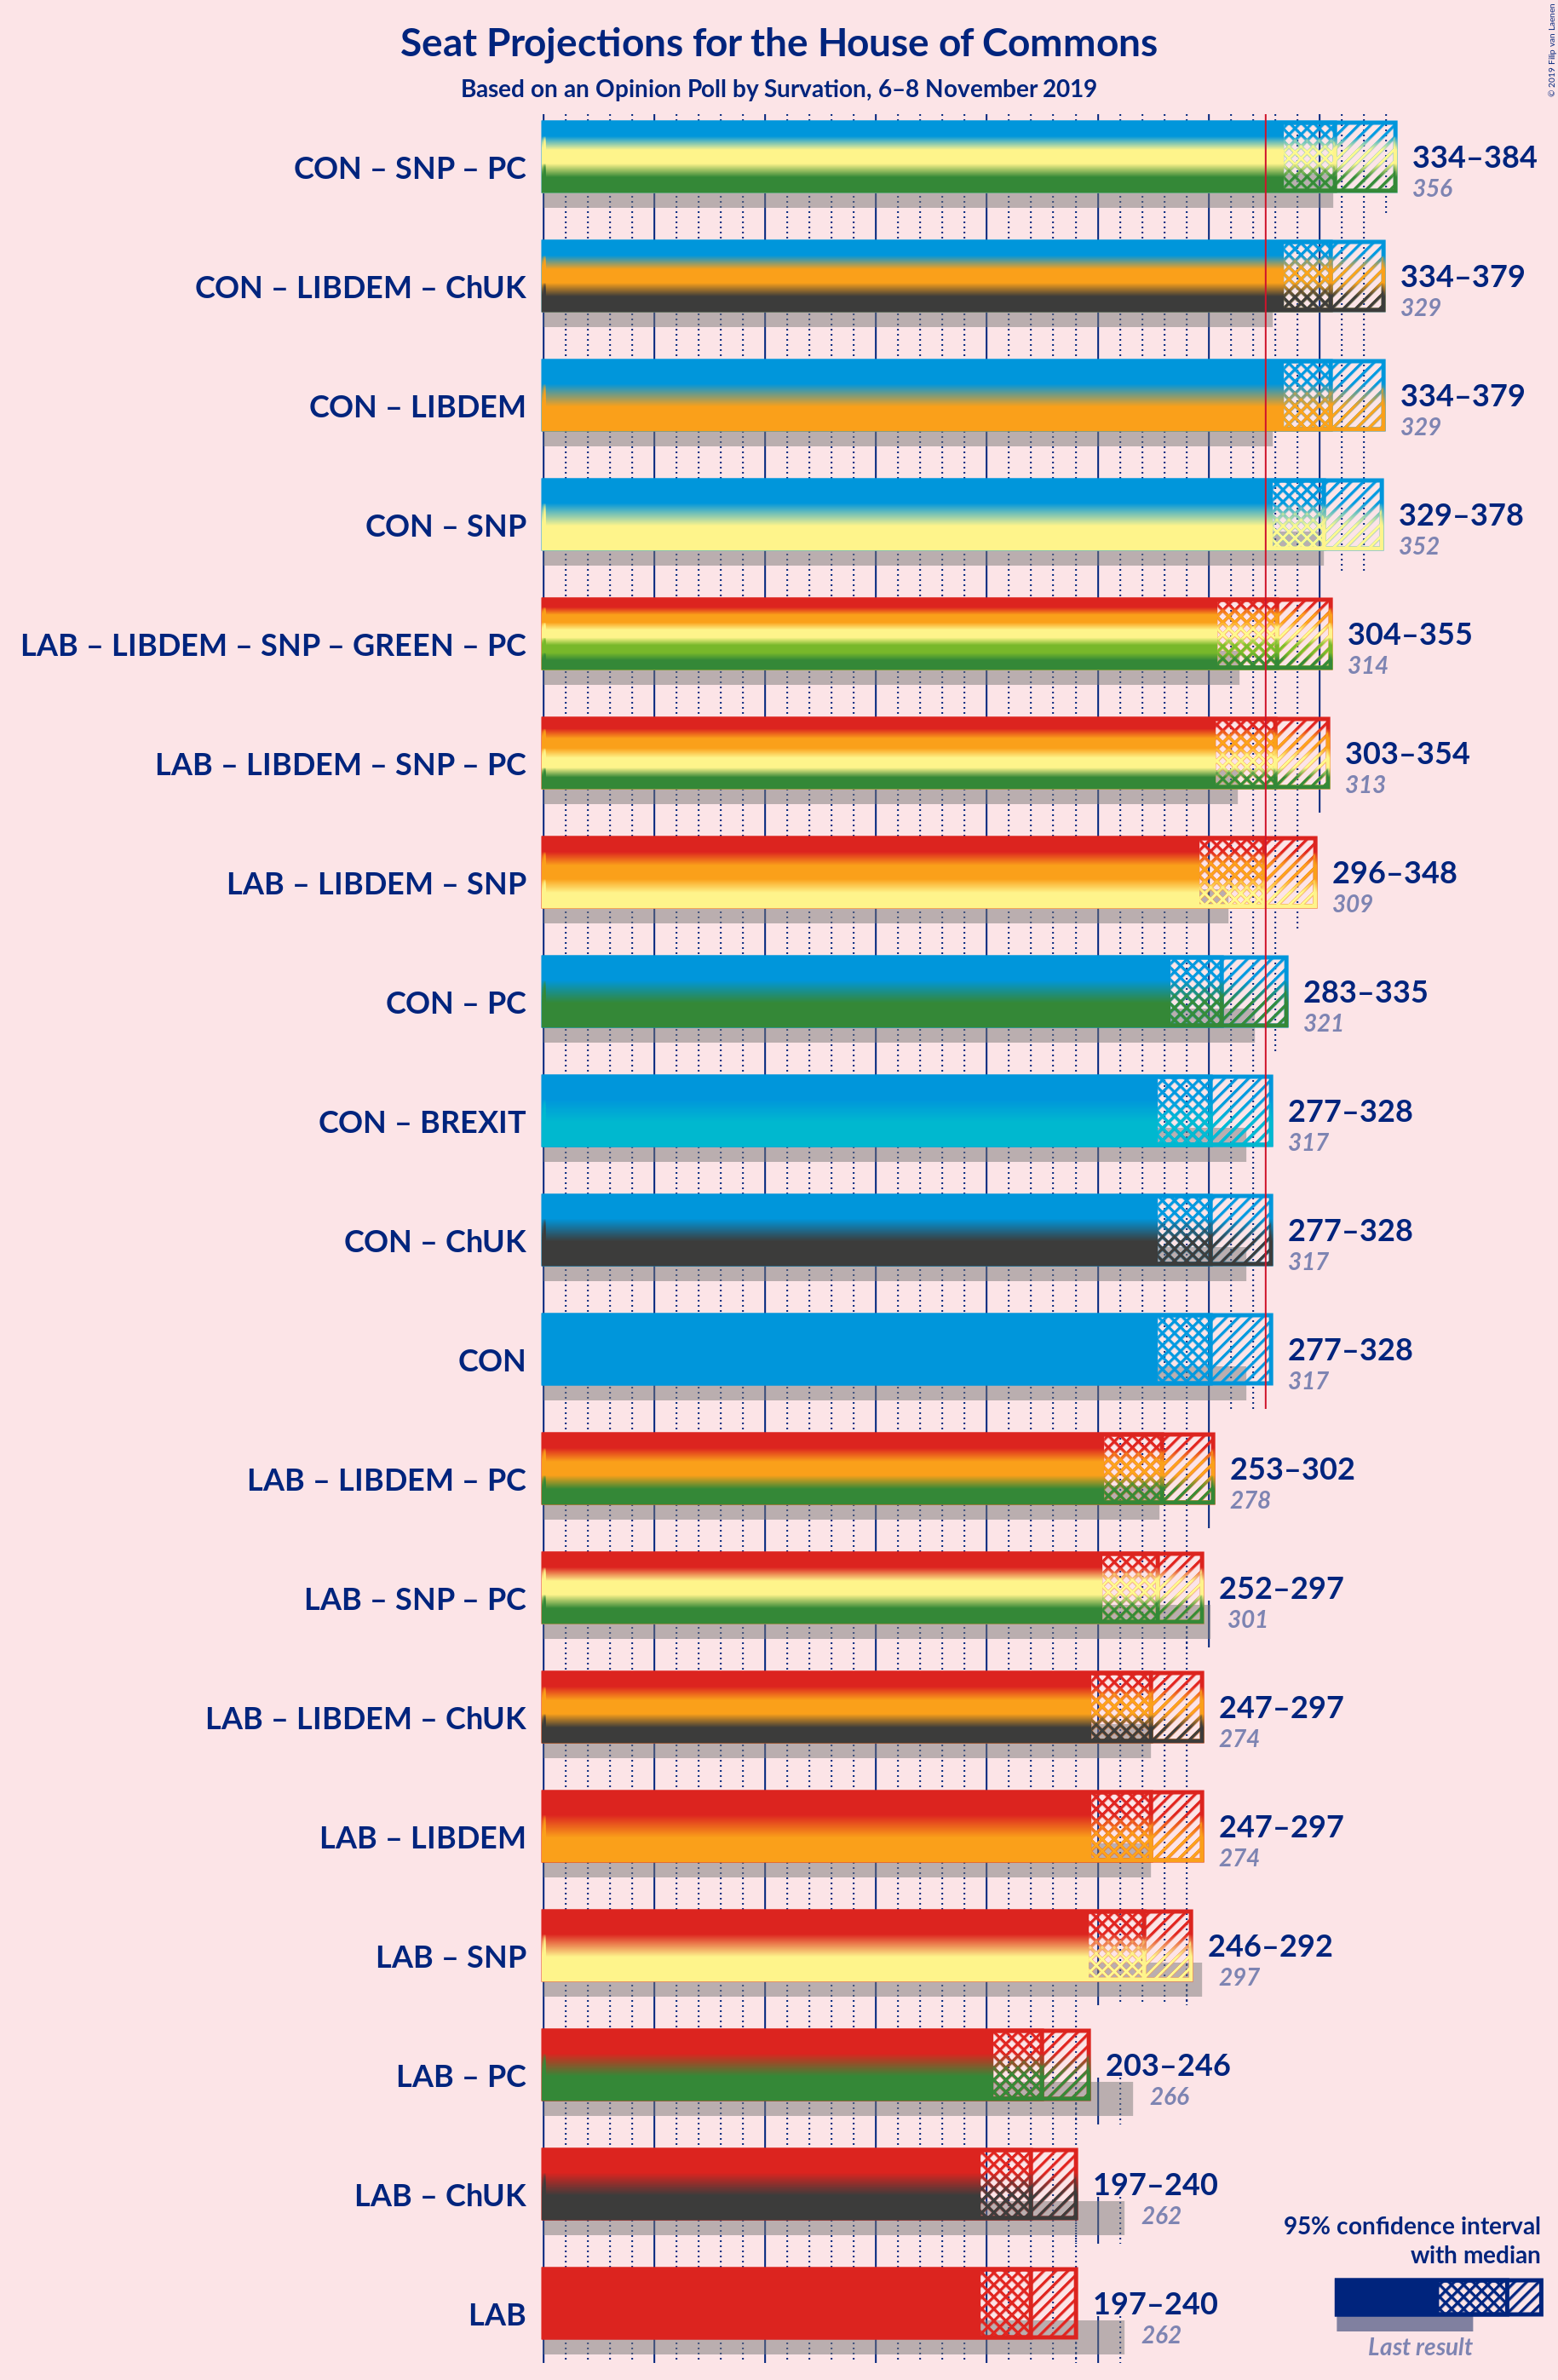 Seat Projections for the House of Commons
Based on an Opinion Poll by Survation, 6–8 November 2019
© 2019 Filip van Laenen
CON – SNP – PC
334–384
356
CON – LIBDEM – ChUK
334–379
329
CON – LIBDEM
334–379
329
CON – SNP
329–378
352
LAB – LIBDEM – SNP – GREEN – PC
304–355
314
LAB – LIBDEM – SNP – PC
303–354
313
LAB – LIBDEM – SNP
296–348
309
CON – PC
283–335
321
CON – BREXIT
277–328
317
CON – ChUK
277–328
317
CON
277–328
317
LAB – LIBDEM – PC
253–302
278
LAB – SNP – PC
252–297
301
LAB – LIBDEM – ChUK
247–297
274
LAB – LIBDEM
247–297
274
LAB – SNP
246–292
297
LAB – PC
203–246
266
LAB – ChUK
197–240
262
LAB
197–240
262
95% confidence interval
with median
Last result